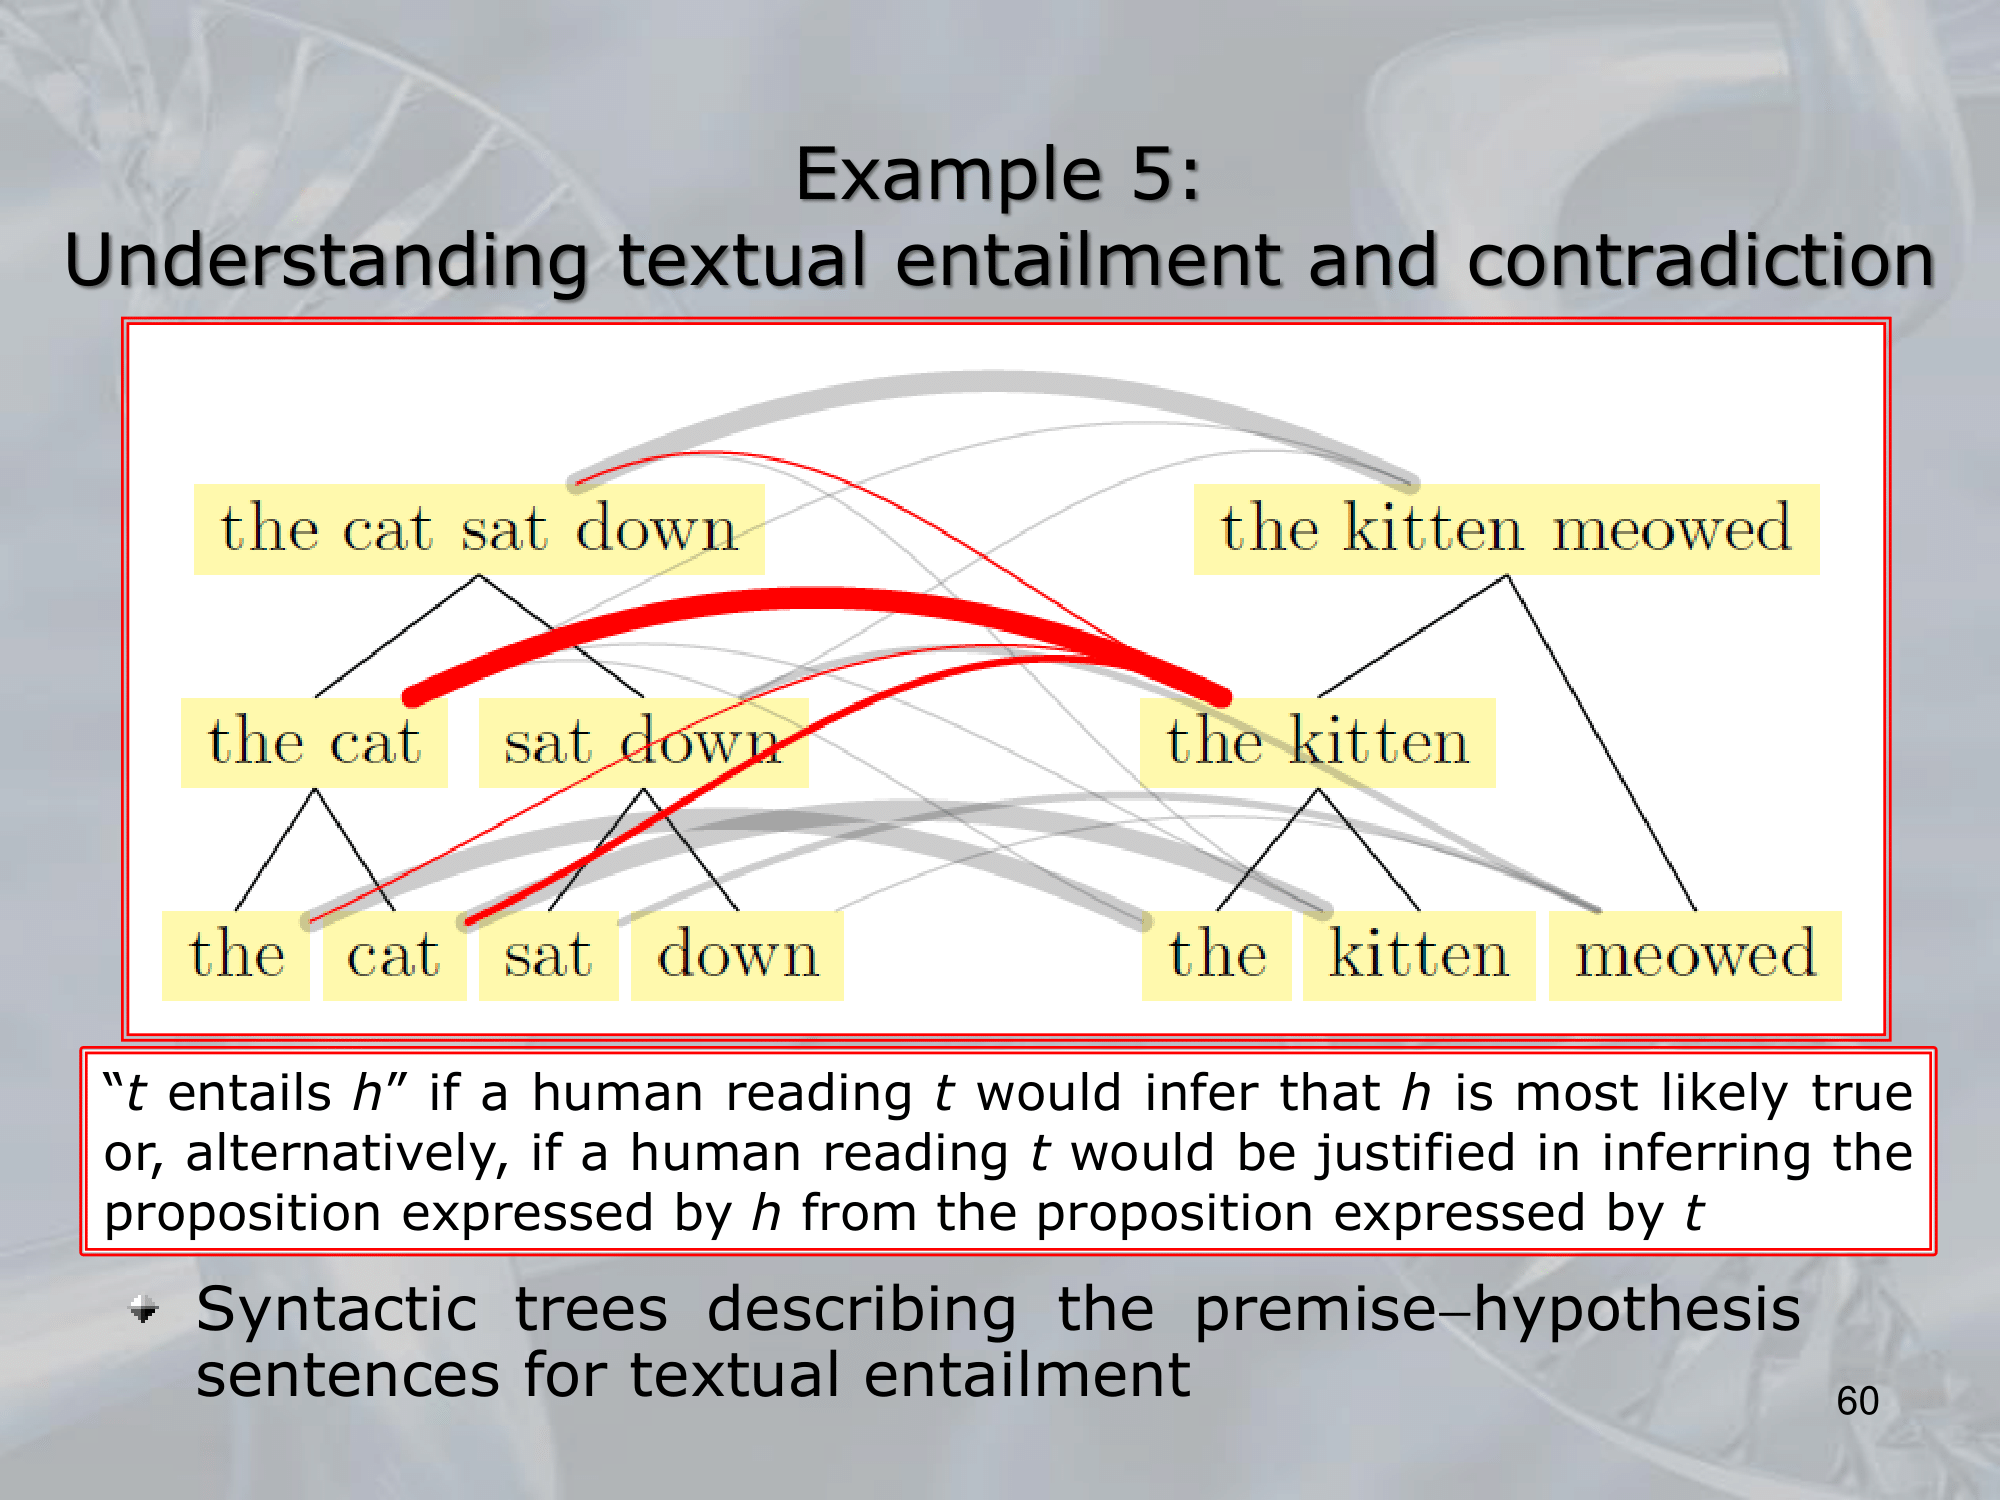 Example 5:
Understanding textual entailment and contradiction
the cat sat down
the kitten meowed
the cat
sat down
the kitten
the
cat
sat
down
the
kitten
meowed
“t entails h” if a human reading t would infer that h is most likely true
or, alternatively, if a human reading t would be justified in inferring the
proposition expressed by h from the proposition expressed by t
Syntactic trees describing the premise–hypothesis
sentences for textual entailment
60